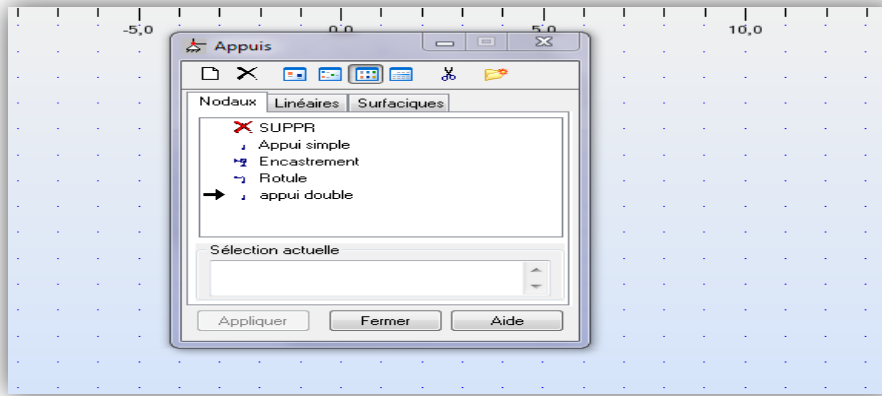 -5,0 0,0 5,0 10,0
Appuis
Nodaux Linéaires Surfaciques
SUPPR
Appui simple
Encastrement
Rotule
appui double
Sélection actuelle
Appliquer Fermer Aide